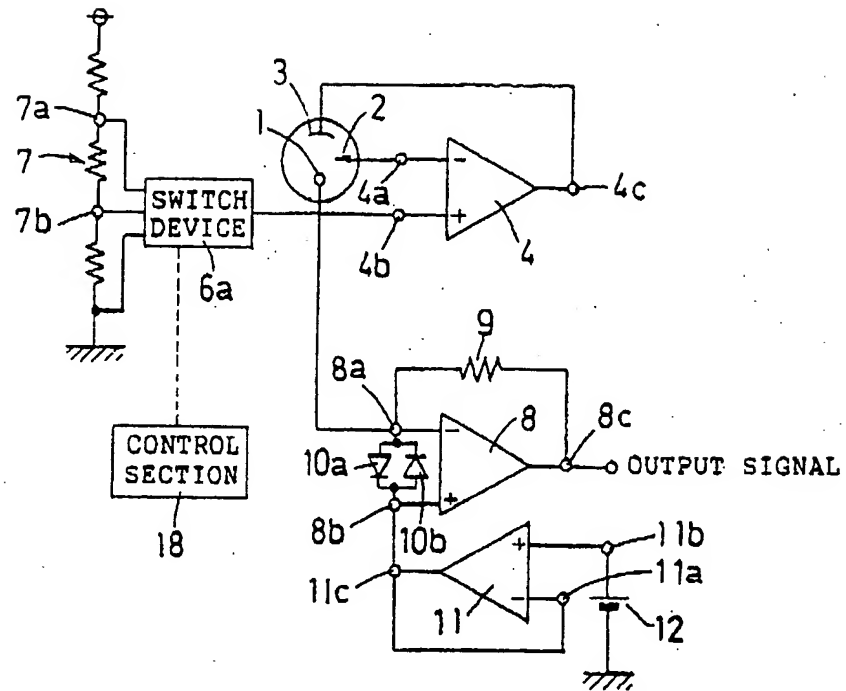 3
2
7a
1
7
4a
4c
SWITCH
DEVICE
7b
4b
4
6a
9
8a
8
8c
OUTPUT SIGNAL
CONTROL
SECTION
10a
18
8b
10b
11b
11c
11a
11
12